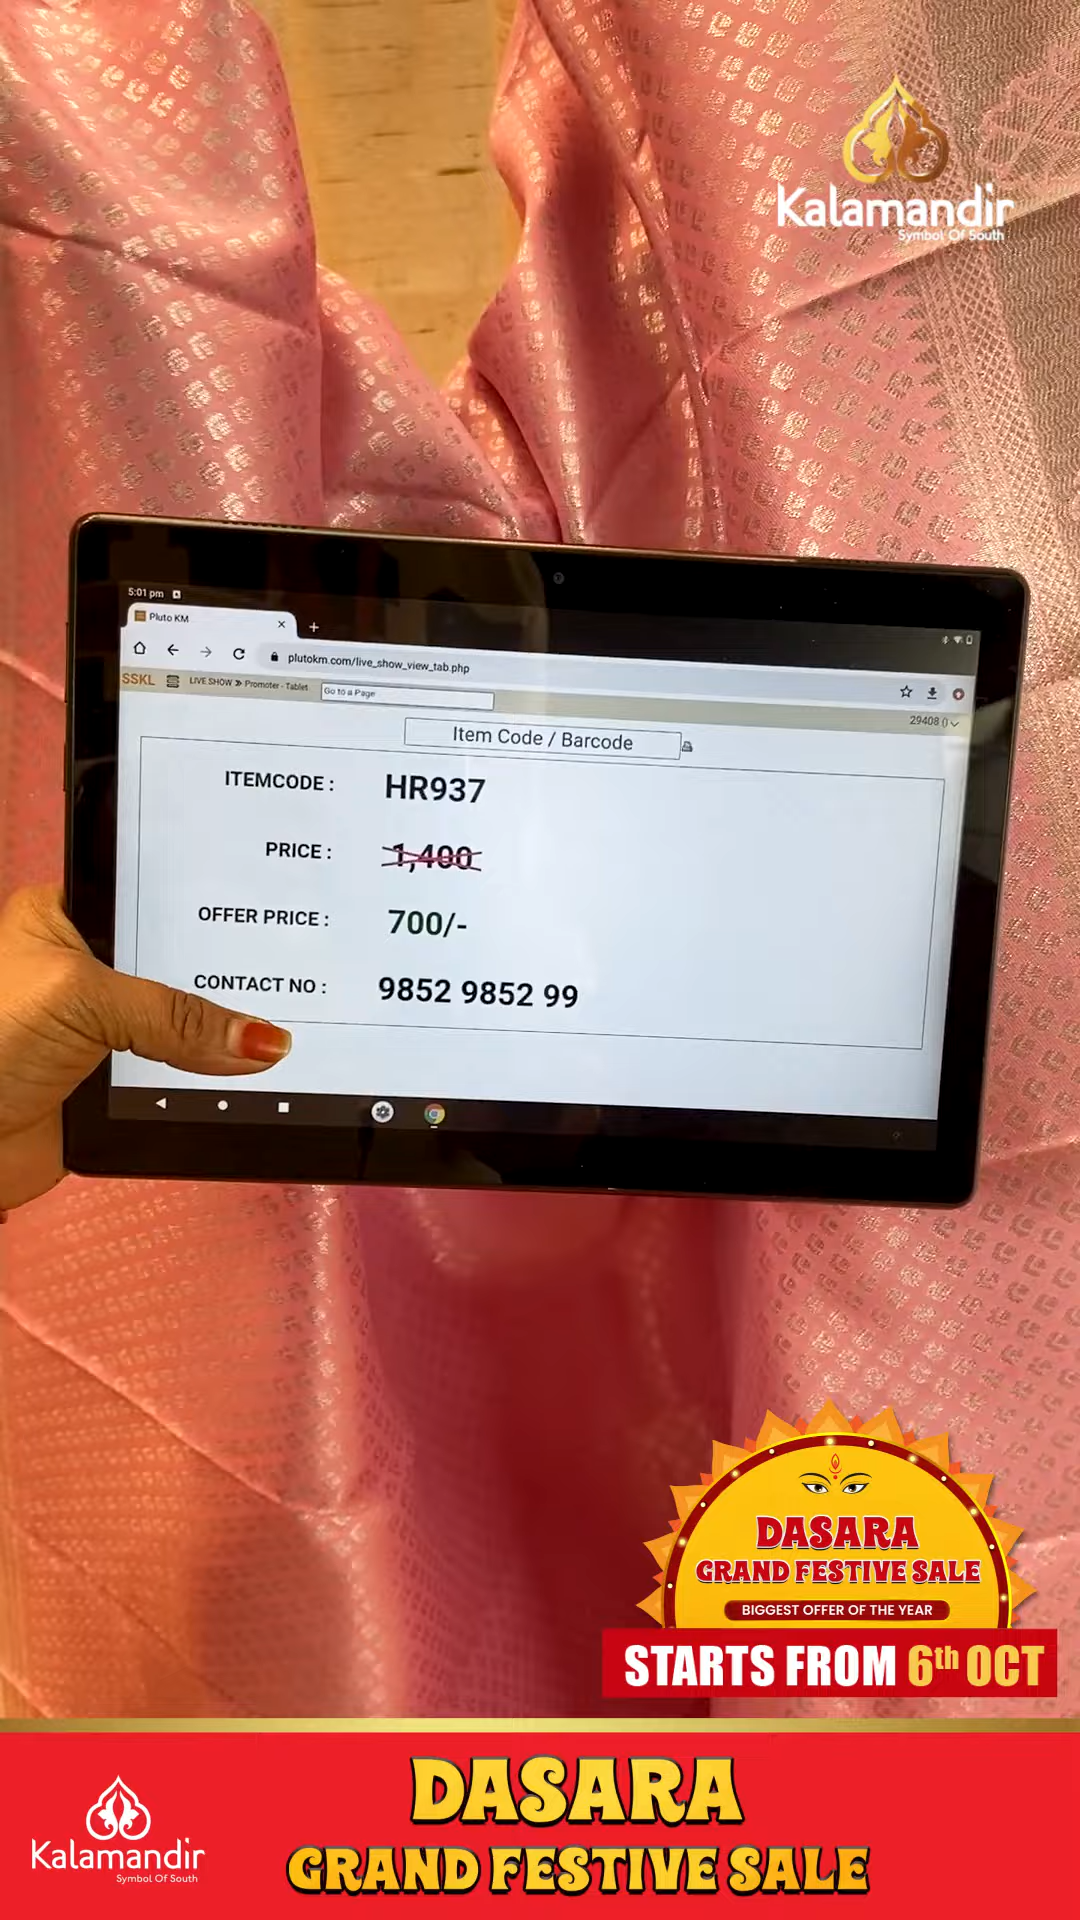 Kalamandir
Symbol Of South
5:01 pm
Pluto KM
plutokm.com/live_show_view_tab.php
SSKL LIVE SHOW Promoter - Tablet Go to a Page
29408 ()
Item Code / Barcode
ITEMCODE : HR937
PRICE : 1,400
OFFER PRICE : 700/-
CONTACT NO : 9852 9852 99
DASARA
GRAND FESTIVE SALE
BIGGEST OFFER OF THE YEAR
STARTS FROM 6th OCT
Kalamandir
Symbol Of South
DASARA
GRAND FESTIVE SALE